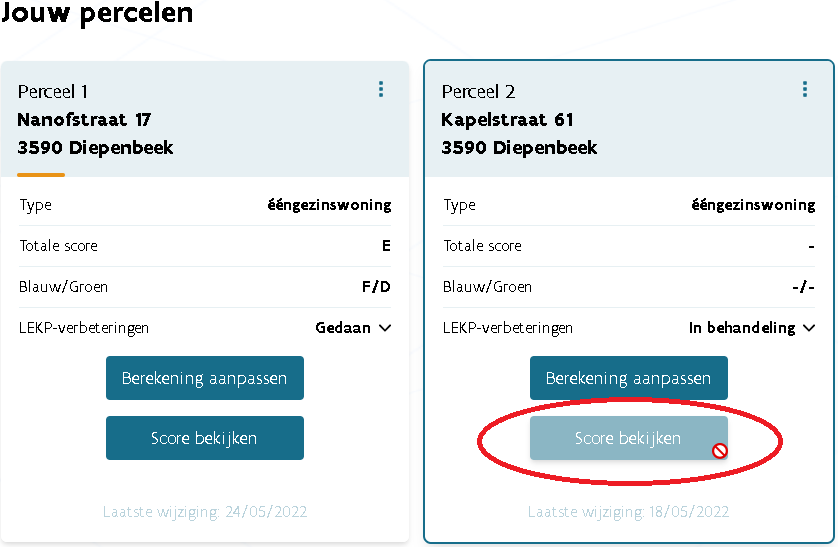 Jouw percelen
Perceel 1
Nanofstraat 17
3590 Diepenbeek
Type ééngezinswoning
Totale score E
Blauw/Groen F/D
LEKP-verbeteringen Gedaan
Berekening aanpassen
Score bekijken
Laatste wijziging: 24/05/2022
Perceel 2
Kapelstraat 61
3590 Diepenbeek
Type ééngezinswoning
Totale score -
Blauw/Groen -/-
LEKP-verbeteringen In behandeling
Berekening aanpassen
Score bekijken
Laatste wijziging: 18/05/2022